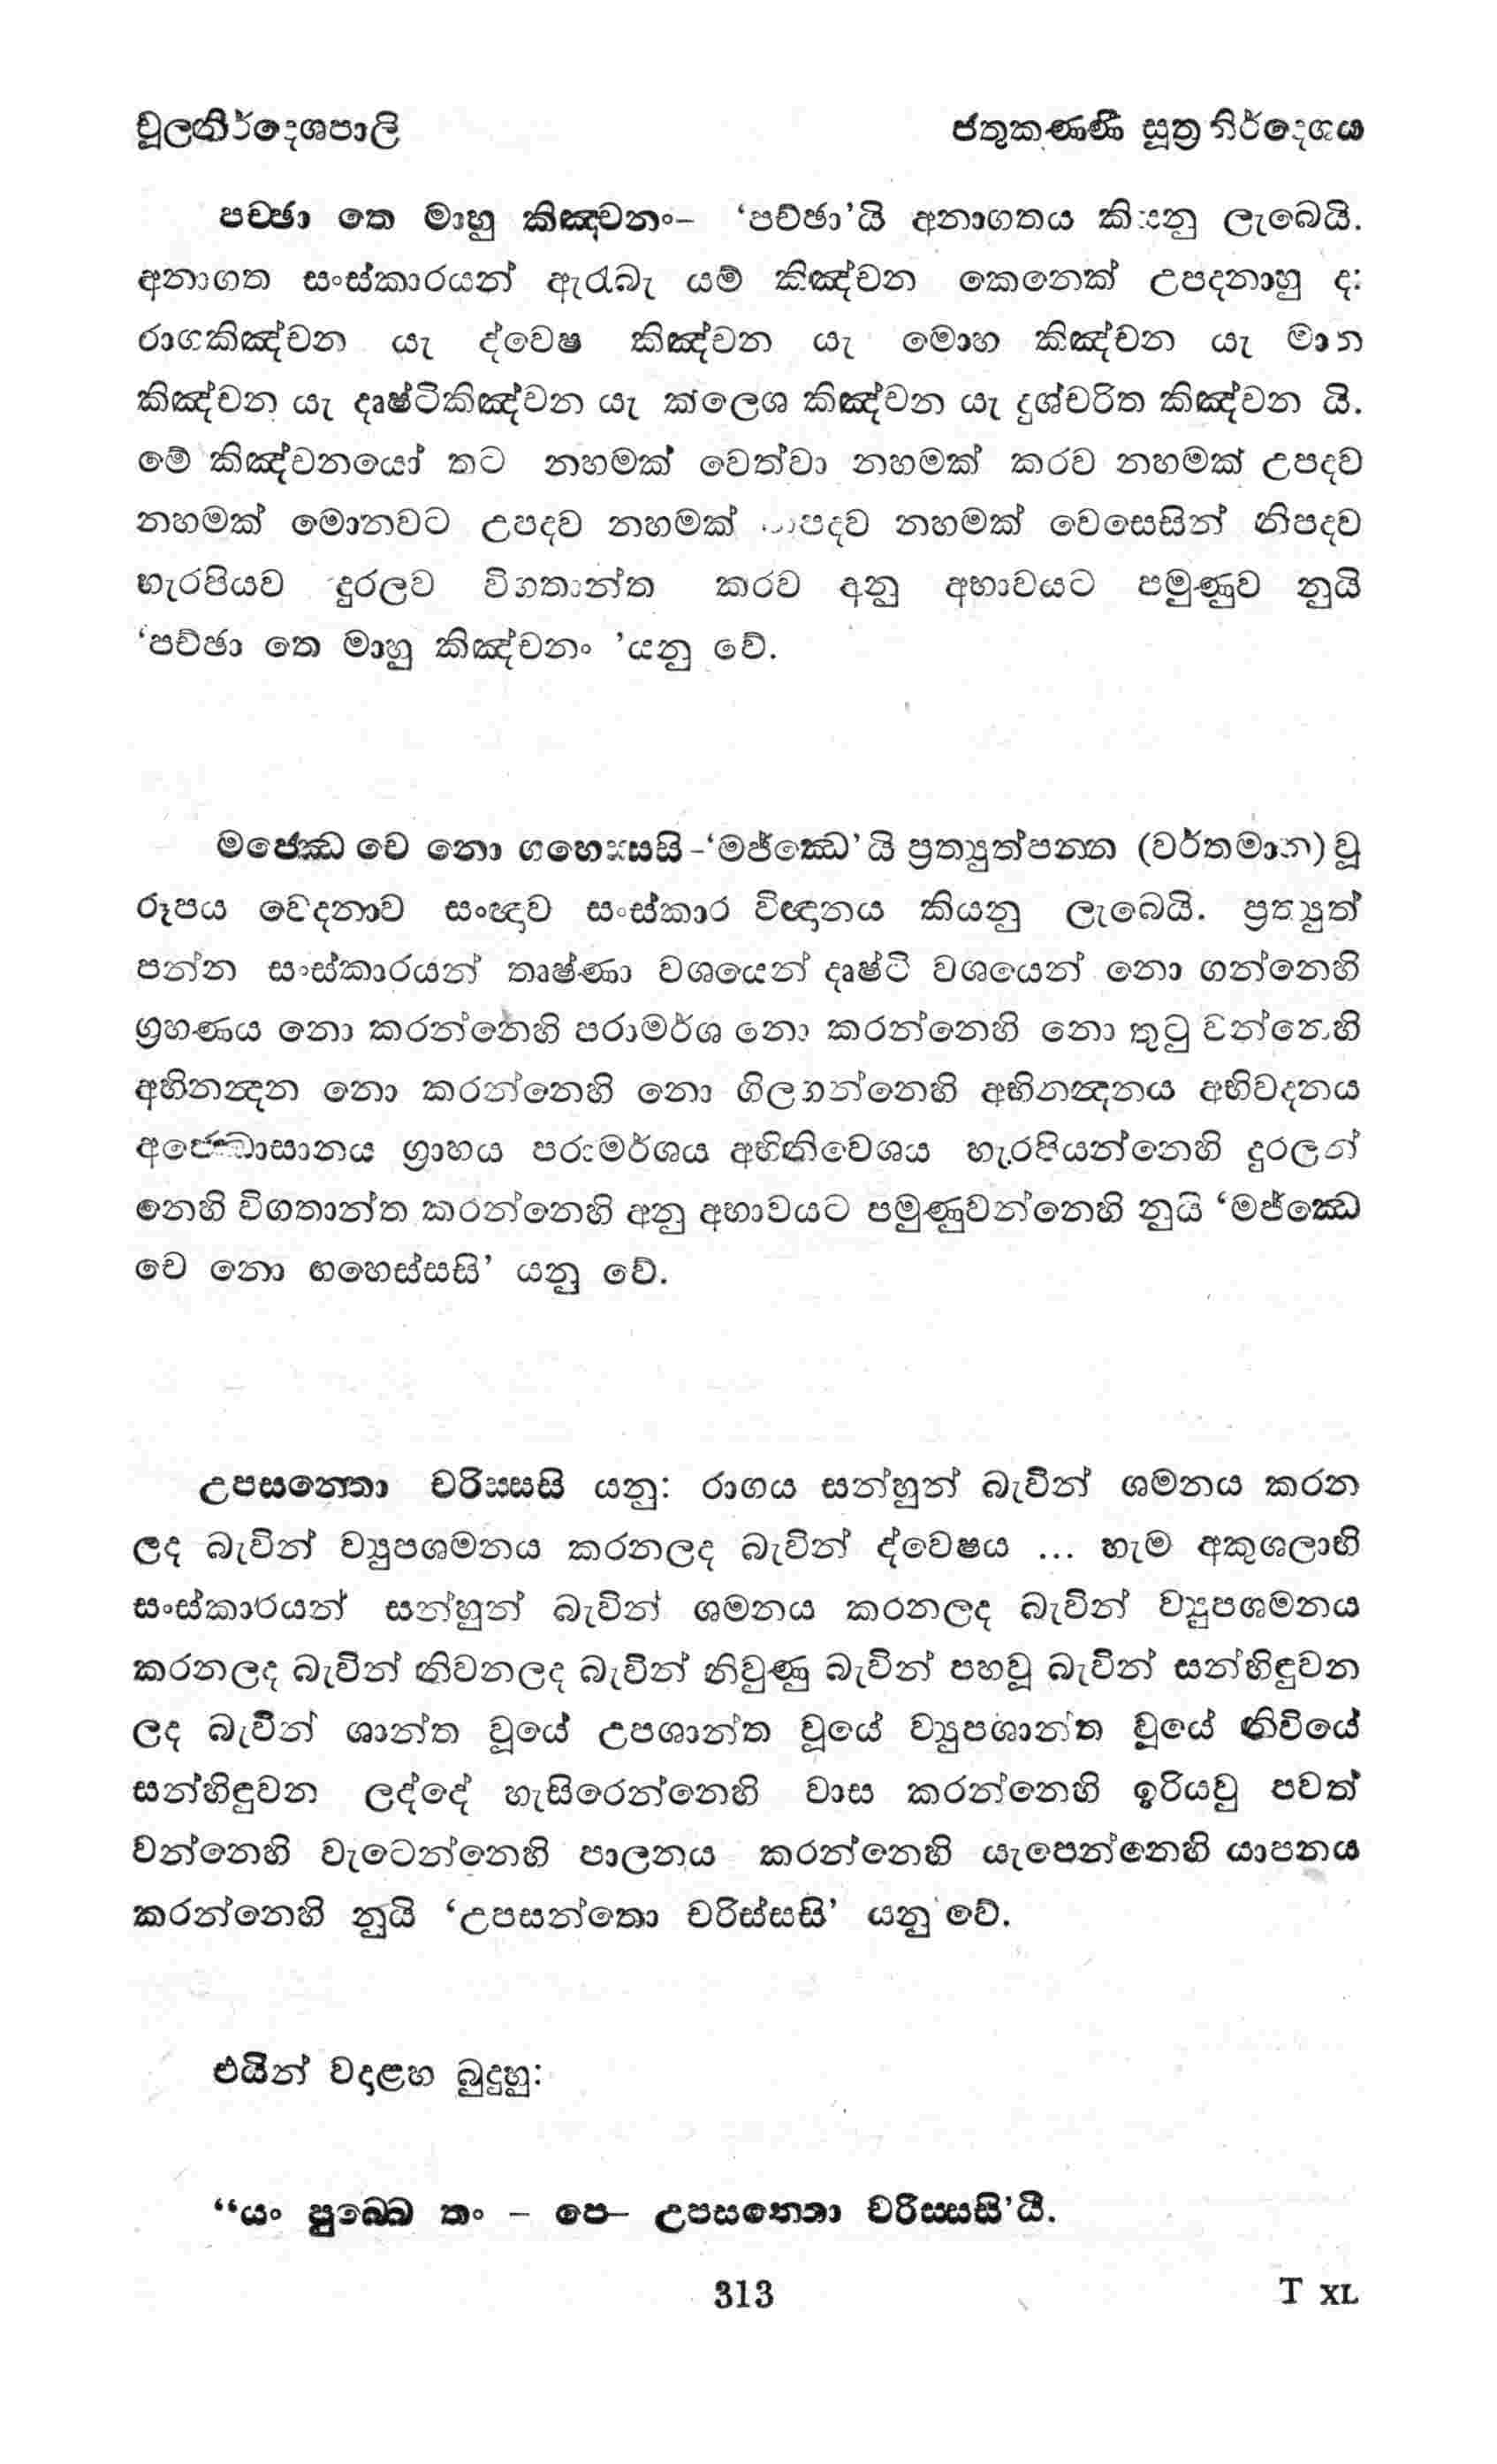 චූලනිර්දෙශපාලි ජතුකණණි සූත්‍ර නිර්දෙශය
පච්ඡා තෙ මාහු කිඤ්චනං– ‘පච්ඡා’යි අනාගතය කියනු ලැබෙයි.
අනාගත සංස්කාරයන් ඇරැබැ යම් කිඤ්චන කෙනෙක් උපදනාහු ද:
රාගකිඤ්චන යැ ද්වෙෂ කිඤ්චන යැ මොහ කිඤ්චන යැ මාන
කිඤ්චන යැ දෘෂ්ටිකිඤ්චන යැ ක්ලෙශ කිඤ්චන යැ දුශ්චරිත කිඤ්චන යි.
මේ කිඤ්චනයෝ තට නහමක් වෙත්වා නහමක් කරව නහමක් උපදව
නහමක් මොනවට උපදව නහමක් නහමක් වෙසෙසින් නිපදව
හැරපියව දුරලව විගතාන්ත කරව අනු අභාවයට පමුණුව නුයි
‘පච්ඡා තෙ මාහු කිඤ්චනං ’යනු වේ.
මජ්ඣෙ චෙ නො ගහෙස්සසි -‘මජ්ඣෙ’යි ප්‍රත්‍යුත්පන්න (වර්තමාන) වූ
රූපය වේදනාව සංඥාව සංස්කාර විඥානය කියනු ලැබෙයි. ප්‍රත්‍යුත්
පන්න සංස්කාරයන් තෘෂ්ණා වශයෙන් දෘෂ්ටි වශයෙන් නො ගන්නෙහි
ග්‍රහණය නො කරන්නෙහි පරාමර්ශ නො කරන්නෙහි නො තුටු වන්නෙහි
අභිනන්‍දන නො කරන්නෙහි නො ගිලගන්නෙහි අභිනන්‍දනය අභිවදනය
අජ්ඣොසානය ග්‍රාහය පරාමර්ශය අභිනිවේශය හැරපියන්නෙහි දුරලන්
නෙහි විගතාන්ත කරන්නෙහි අනු අභාවයට පමුණුවන්නෙහි නුයි ‘මජ්ඣෙ
චෙ නො ගහෙස්සසි’ යනු වේ.
උපසන්තො චරිස්සසි යනු: රාගය සන්හුන් බැවින් ශමනය කරන
ලද බැවින් ව්‍යුපශමනය කරනලද බැවින් ද්වෙෂය ... හැම අකුශලාභි
සංස්කාරයන් සන්හුන් බැවින් ශමනය කරනලද බැවින් ව්‍යුපශමනය
කරනලද බැවින් නිවනලද බැවින් නිවුණු බැවින් පහවූ බැවින් සන්හිඳුවන
ලද බැවින් ශාන්ත වූයේ උපශාන්ත වූයේ ව්‍යුපශාන්ත වූයේ නිවියේ
සන්හිඳුවන ලද්දේ හැසිරෙන්නෙහි වාස කරන්නෙහි ඉරියවු පවත්
වන්නෙහි වැටෙන්නෙහි පාලනය කරන්නෙහි යැපෙන්නෙහි යාපනය
කරන්නෙහි නුයි ‘උපසන්තො චරිස්සසි’ යනු වේ.
එයින් වදාළහ බුදුහු:
“යං පුබ්බෙ තං – පෙ– උපසන්තො චරිස්සසි’යි.
313 T XL